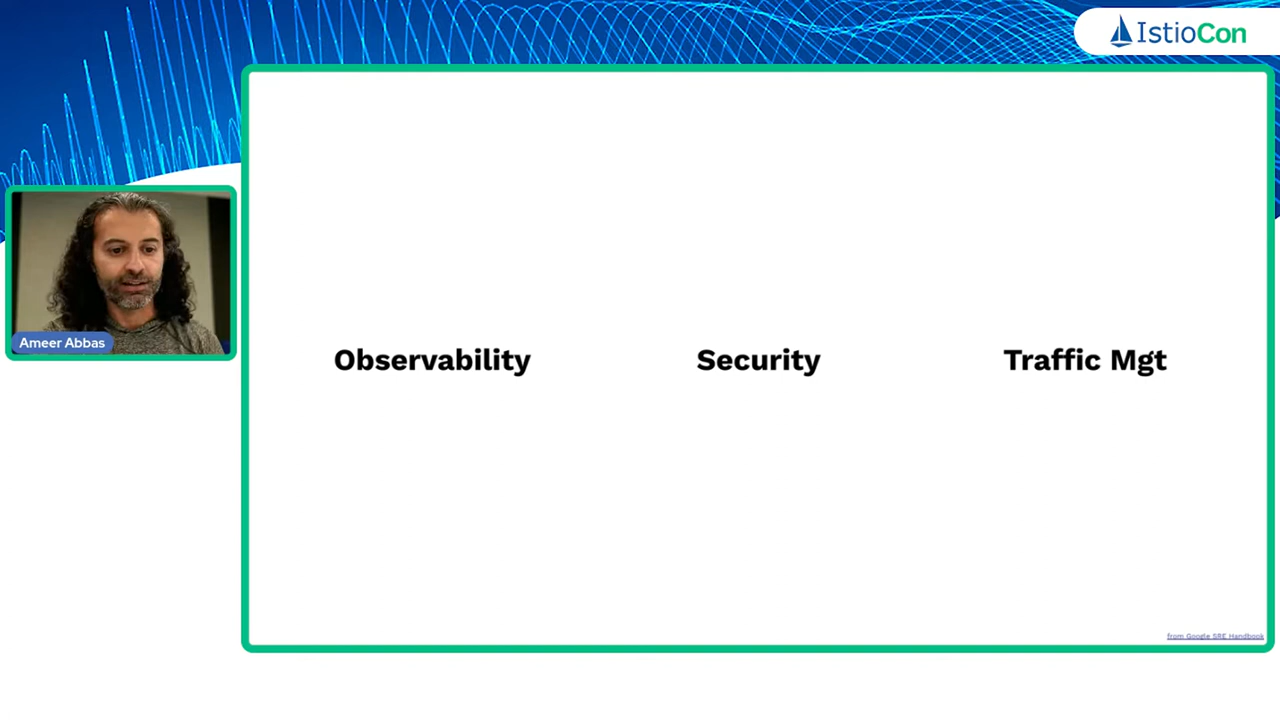 IstioCon
Ameer Abbas
Observability
Security
Traffic Mgt
from Google SRE Handbook